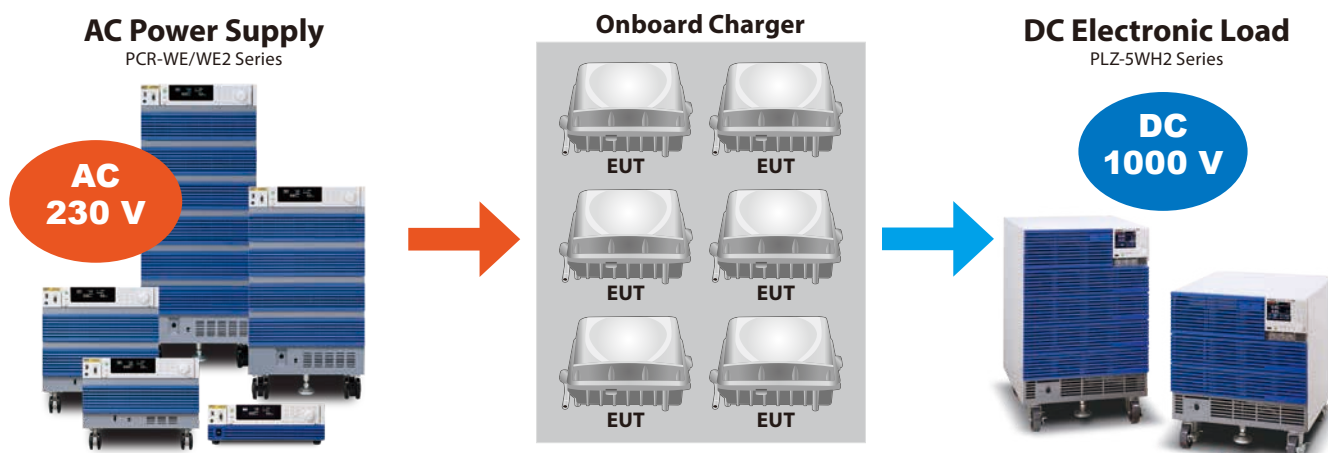 AC Power Supply
PCR-WE/WE2 Series
AC
230 V
Onboard Charger
EUT
EUT
EUT
EUT
EUT
EUT
DC Electronic Load
PLZ-5WH2 Series
DC
1000 V